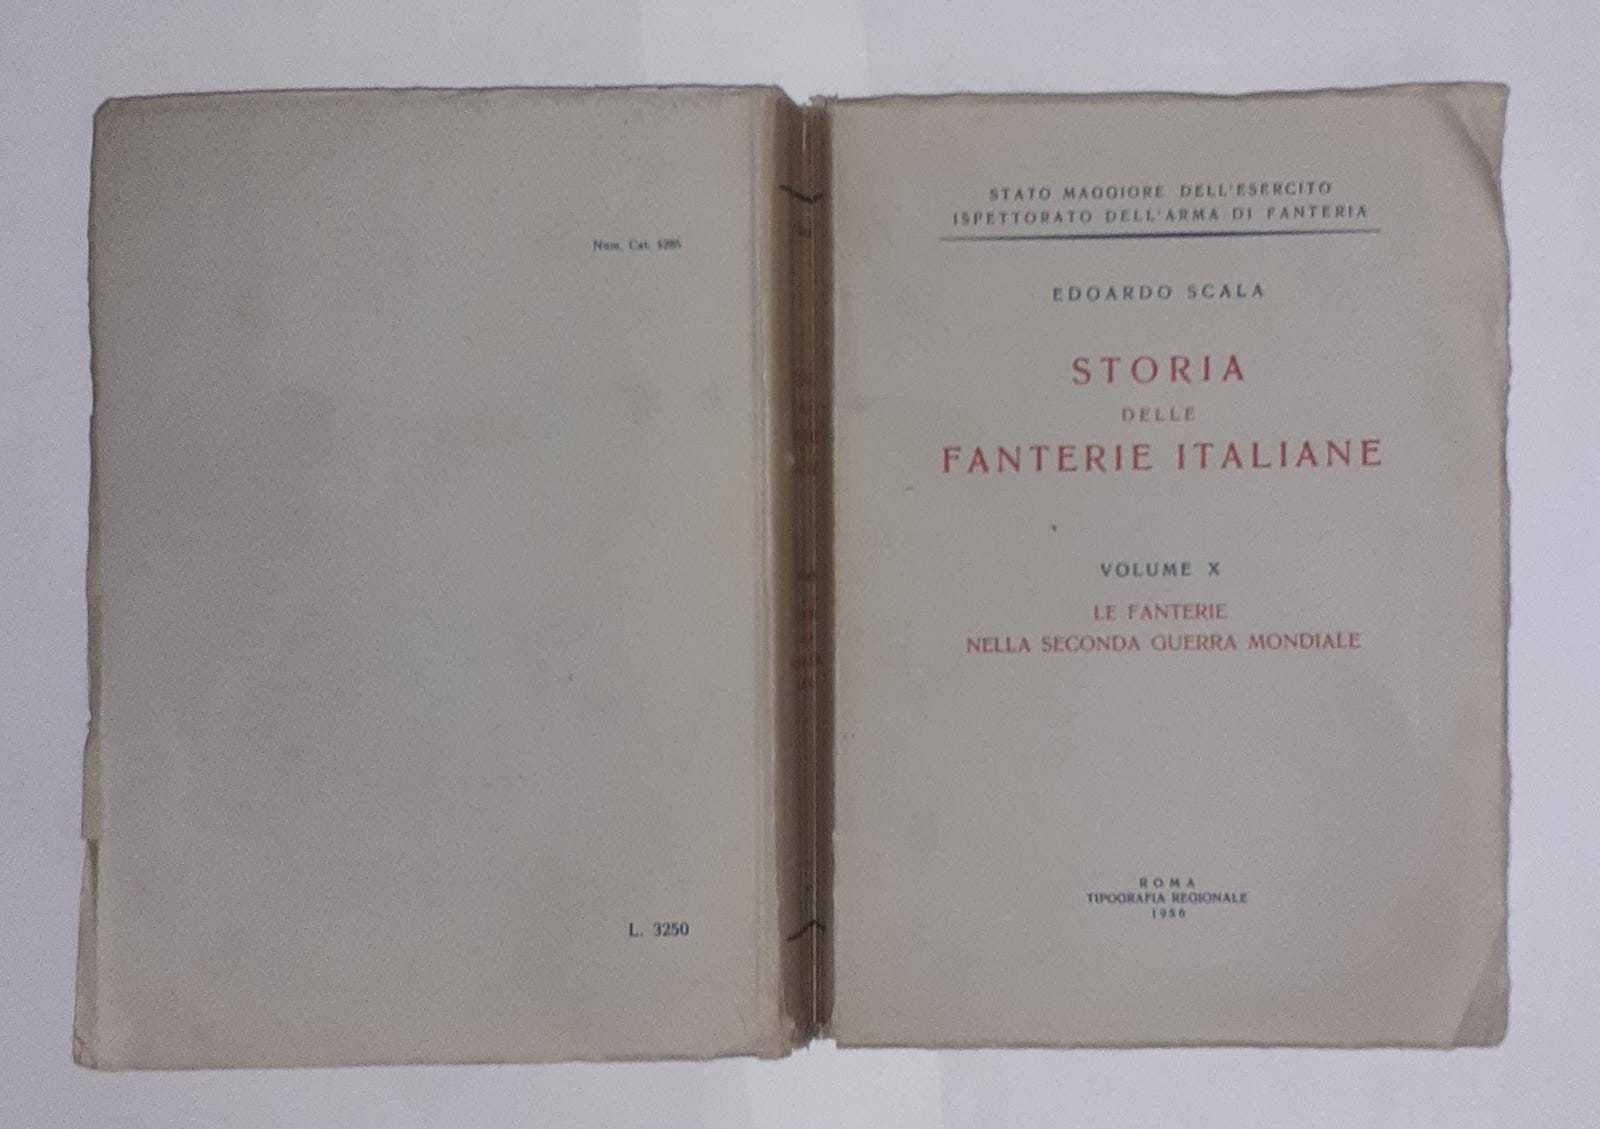 Num. Cat. 5285
L. 3250
STATO MAGGIORE DELL'ESERCITO
ISPETTORATO DELL'ARMA DI FANTERIA
EDOARDO SCALA
STORIA
DELLE
FANTERIE ITALIANE
VOLUME X
LE FANTERIE
NELLA SECONDA GUERRA MONDIALE
ROMA
TIPOGRAFIA REGIONALE
1956